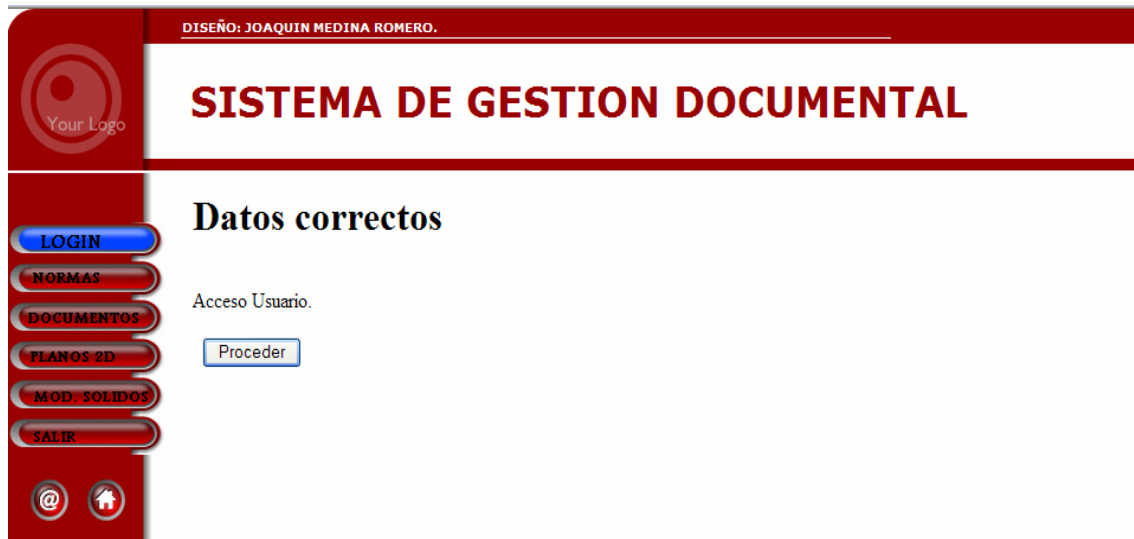 DISEÑO: JOAQUIN MEDINA ROMERO.
Your Logo
SISTEMA DE GESTION DOCUMENTAL
Datos correctos
LOGIN
NORMAS
Acceso Usuario.
DOCUMENTOS
Proceder
PLANOS 2D
MOD. SOLIDOS
SALIR
@